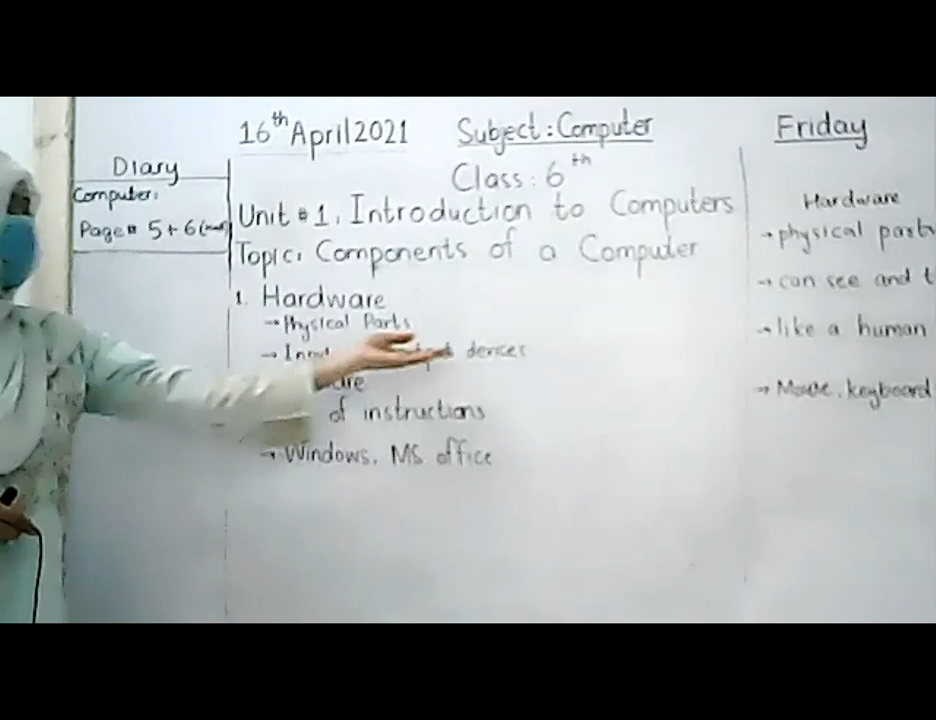 16th April 2021 Subject: Computer Friday
Class: 6th
Diary
Computer:
Page# 5+6
Unit #1. Introduction to Computers
Topic: Components of a Computer
1. Hardware
→ Physical Parts
→ devices
of instructions
→ Windows, MS office
Hardware
→ physical parts
→ can see and t
→ like a human
→ Mouse, keyboard